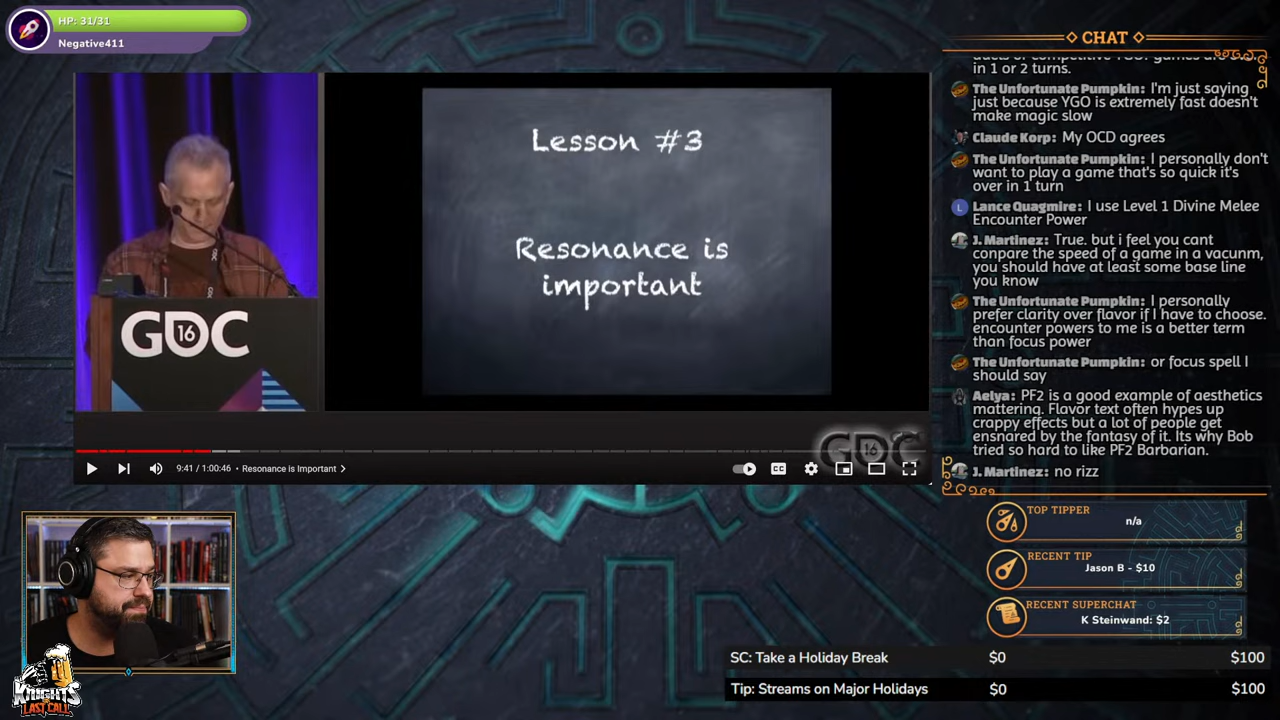 HP: 31/31
Negative411
Lesson #3
Resonance is
important
GDC
16
GDC
16
9:41 / 1:00:46 • Resonance is Important
CC
KNIGHTS
LAST CALL
CHAT
in 1 or 2 turns.
The Unfortunate Pumpkin: I'm just saying
just because YGO is extremely fast doesn't
make magic slow
Claude Korp: My OCD agrees
The Unfortunate Pumpkin: I personally don't
want to play a game that's so quick it's
over in 1 turn
L
Lance Quagmire: I use Level 1 Divine Melee
Encounter Power
J. Martinez: True. but i feel you cant
conpare the speed of a game in a vacunm,
you should have at least some base line
you know
The Unfortunate Pumpkin: I personally
prefer clarity over flavor if I have to choose.
encounter powers to me is a better term
than focus power
The Unfortunate Pumpkin: or focus spell I
should say
Aelya: PF2 is a good example of aesthetics
mattering. Flavor text often hypes up
crappy effects but a lot of people get
ensnared by the fantasy of it. Its why Bob
tried so hard to like PF2 Barbarian.
J. Martinez: no rizz
TOP TIPPER
n/a
RECENT TIP
Jason B - $10
RECENT SUPERCHAT
K Steinwand: $2
SC: Take a Holiday Break $0 $100
Tip: Streams on Major Holidays $0 $100